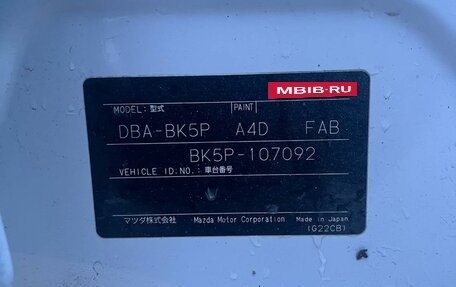 MBIB-RU
MODEL: 型式 PAINT
DBA-BK5P A4D FAB
BK5P-107092
VEHICLE ID.NO.: 車台番号
マツダ株式会社 Mazda Motor Corporation Made in Japan
(G22CB)